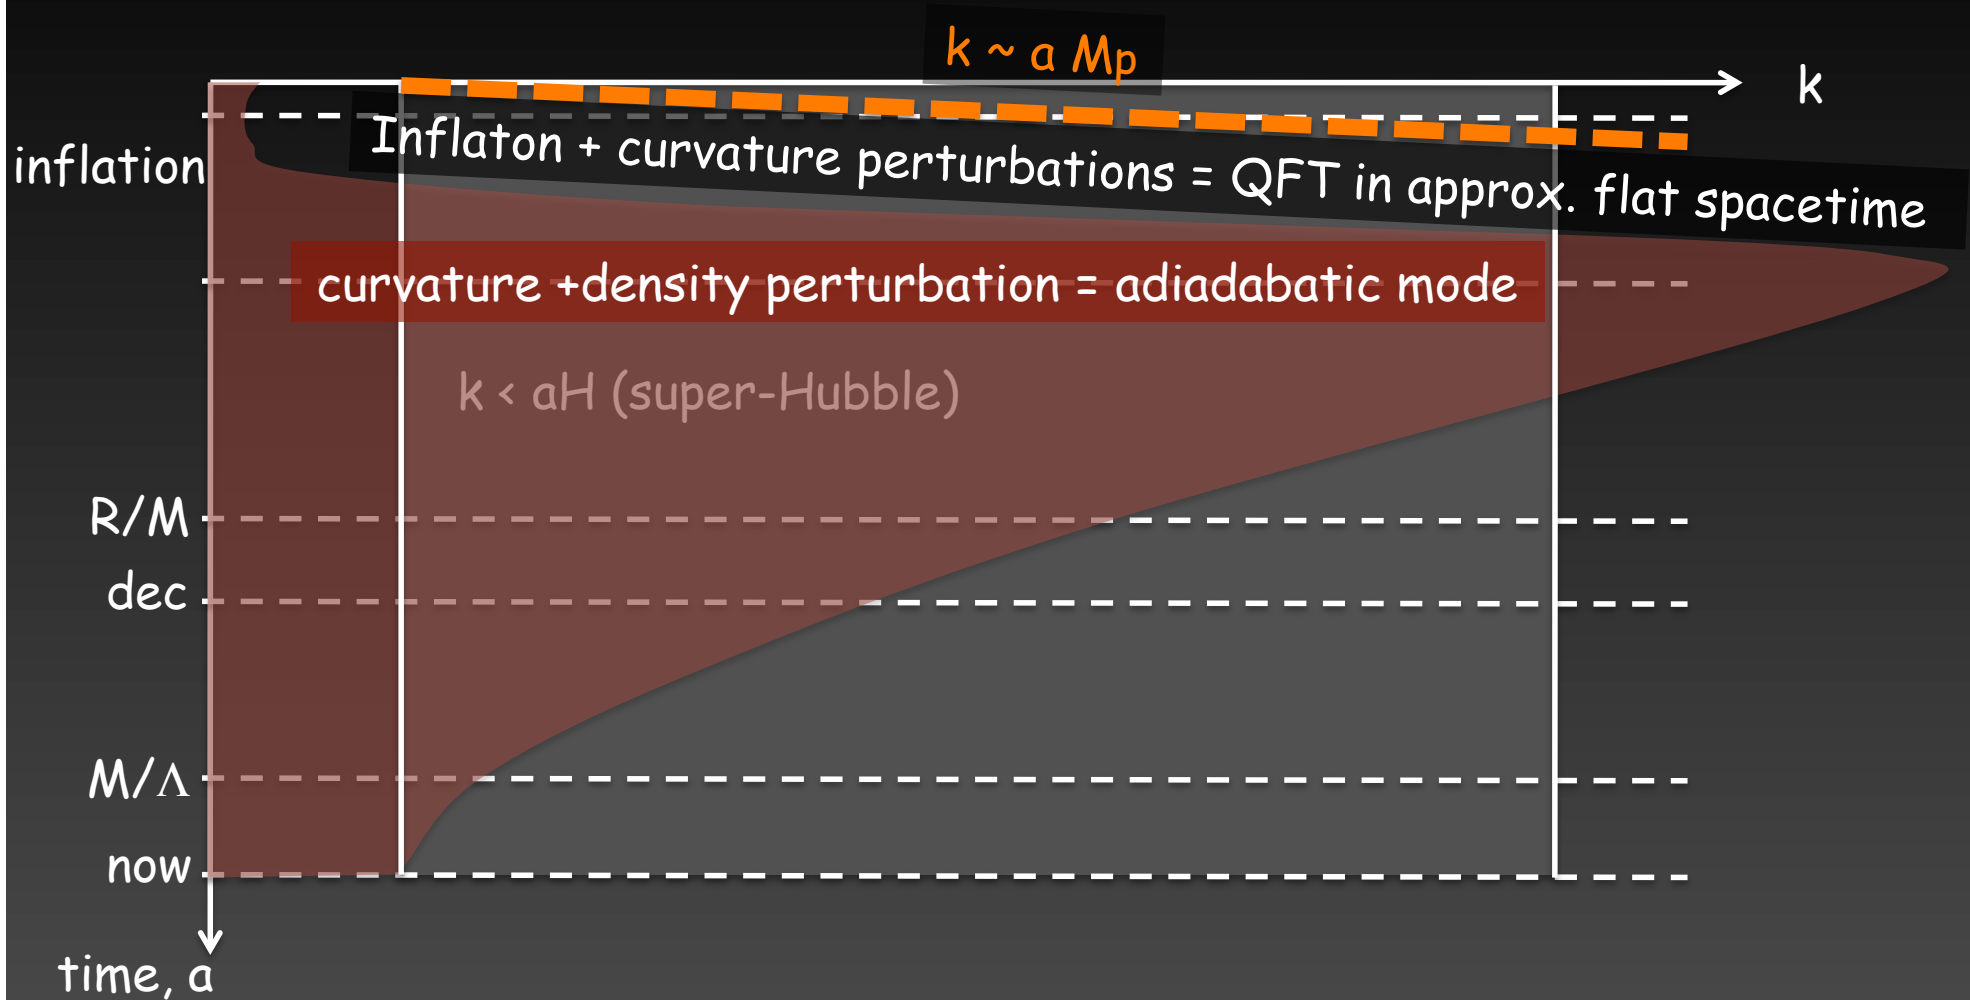 k ~ a Mp
k
Inflaton + curvature perturbations = QFT in approx. flat spacetime
inflation
curvature +density perturbation = adiadabatic mode
k < aH (super-Hubble)
R/M
dec
M/Λ
now
time, a